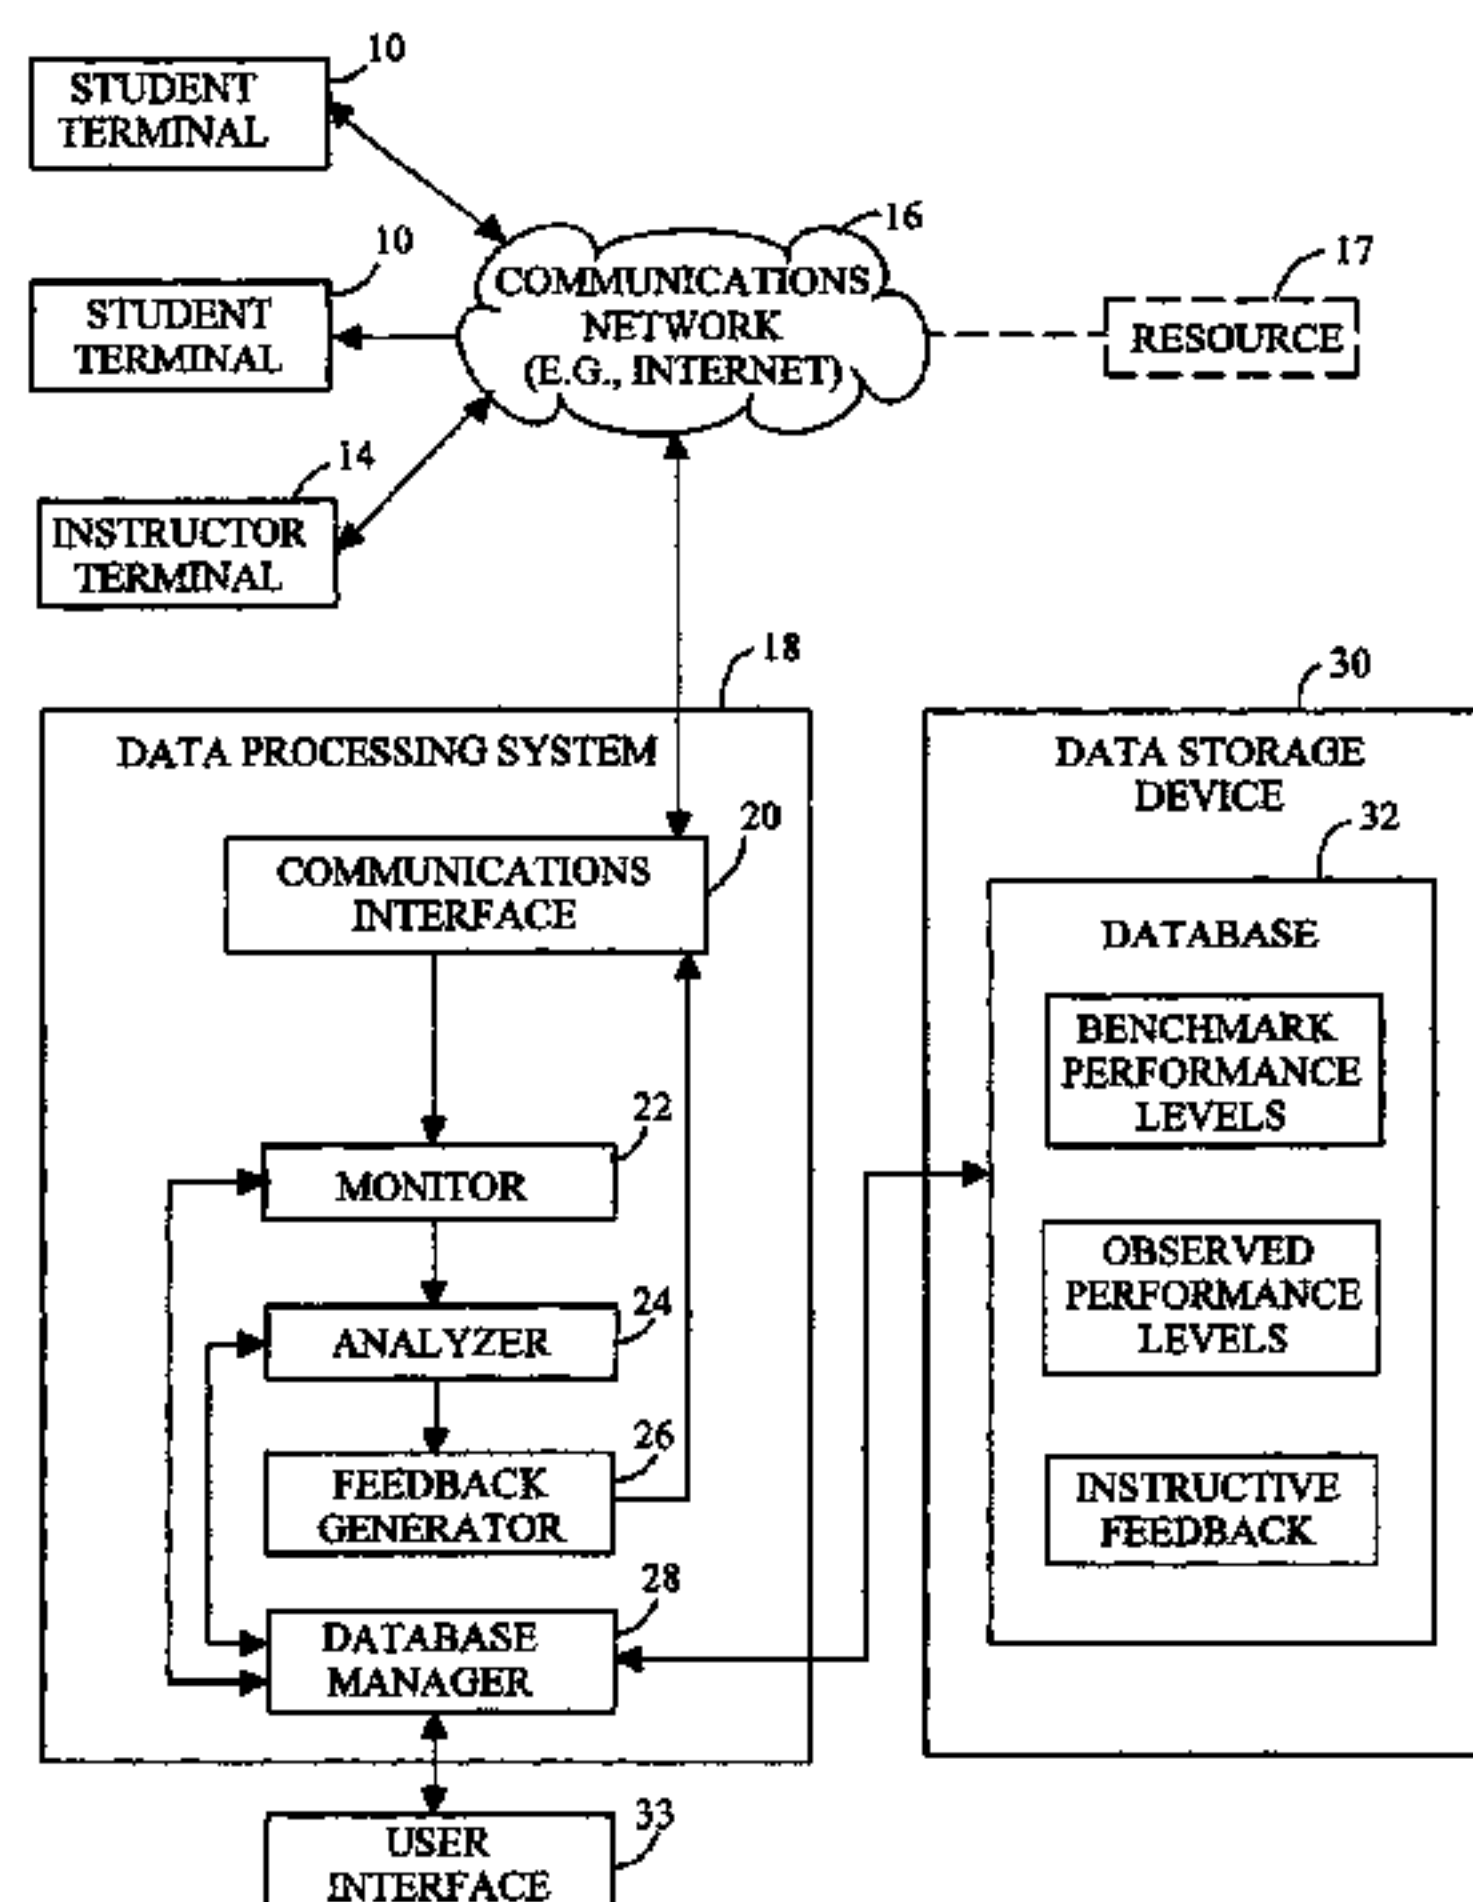 10
STUDENT
TERMINAL
10
STUDENT
TERMINAL
16
COMMUNICATIONS
NETWORK
(E.G., INTERNET)
17
RESOURCE
14
INSTRUCTOR
TERMINAL
18
DATA PROCESSING SYSTEM
20
COMMUNICATIONS
INTERFACE
22
MONITOR
24
ANALYZER
26
FEEDBACK
GENERATOR
28
DATABASE
MANAGER
33
USER
INTERFACE
30
DATA STORAGE
DEVICE
32
DATABASE
BENCHMARK
PERFORMANCE
LEVELS
OBSERVED
PERFORMANCE
LEVELS
INSTRUCTIVE
FEEDBACK